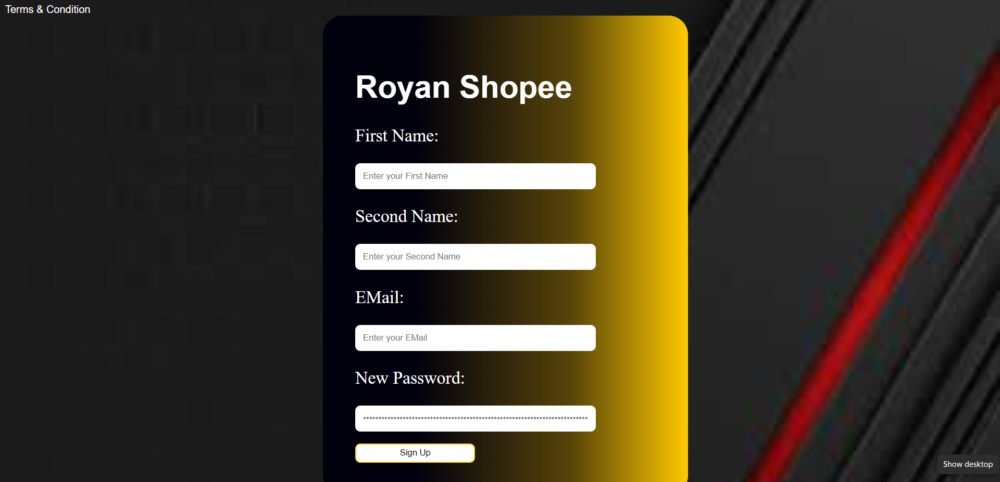 Terms & Condition
Royan Shopee
First Name:
Enter your First Name
Second Name:
Enter your Second Name
EMail:
Enter your EMail
New Password:
••••••••••••••••••••••••••••••••••••••••••••••••••••••••••••••••••••••••••
Sign Up
Show desktop